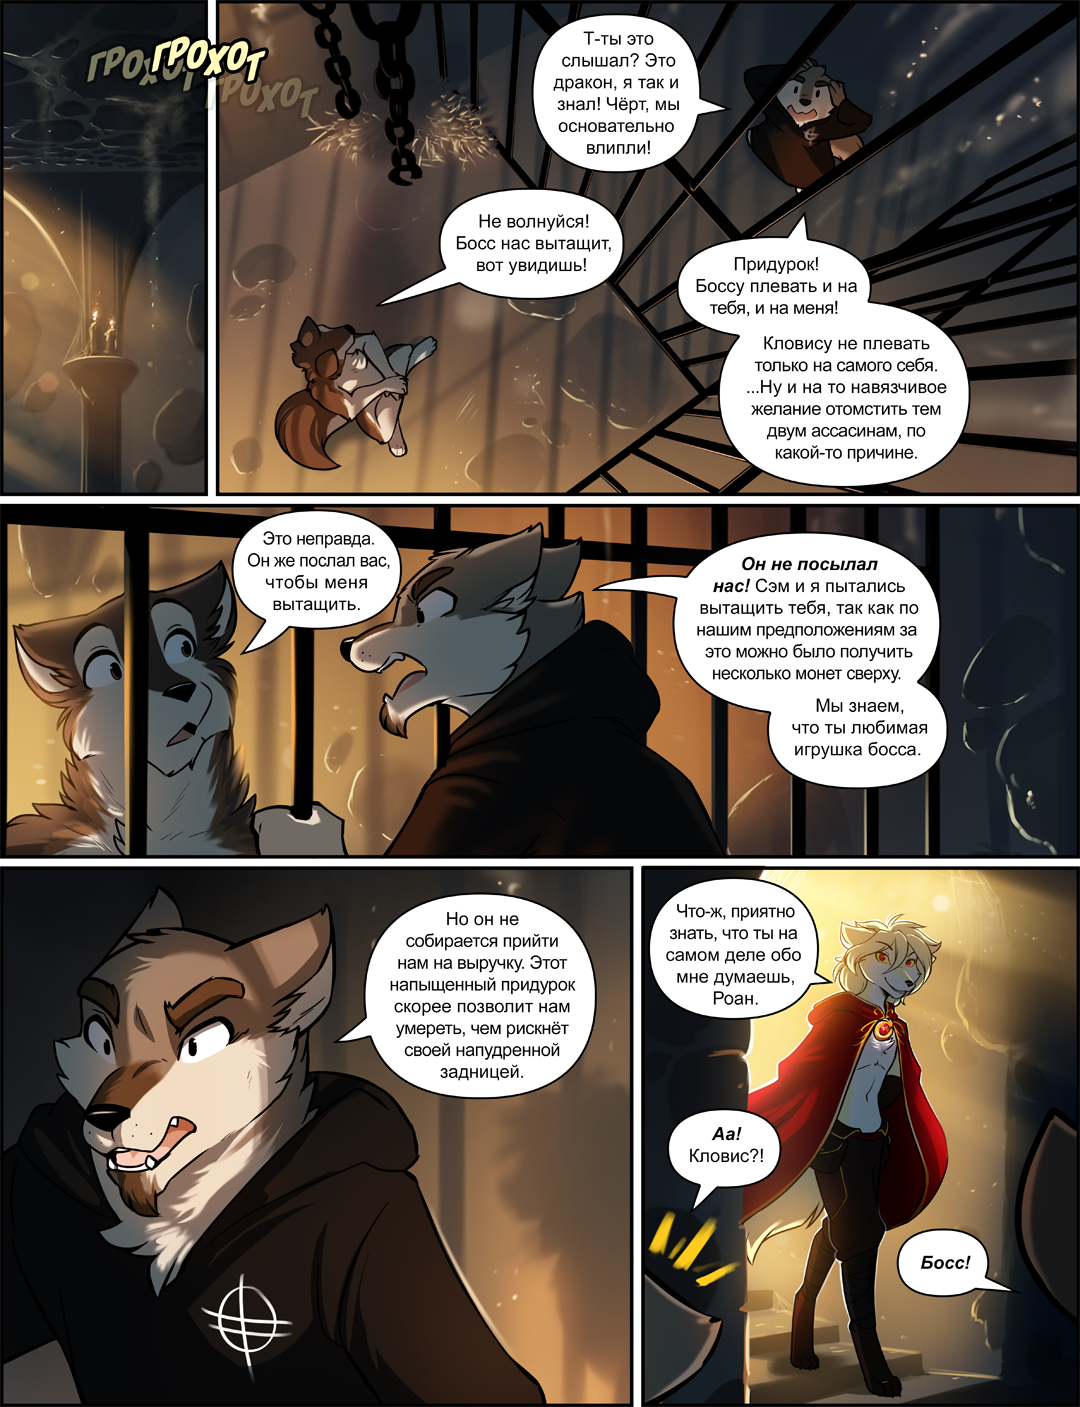 ГРОХОТ
ГРОХОТ
ГРОХОТ
Т-ты это
слышал? Это
дракон, я так и
знал! Чёрт, мы
основательно
влипли!
Не волнуйся!
Босс нас вытащит,
вот увидишь!
Придурок!
Боссу плевать и на
тебя, и на меня!
Кловису не плевать
только на самого себя.
...Ну и на то навязчивое
желание отомстить тем
двум ассасинам, по
какой-то причине.
Это неправда.
Он же послал вас,
чтобы меня
вытащить.
Он не посылал
нас! Сэм и я пытались
вытащить тебя, так как по
нашим предположениям за
это можно было получить
несколько монет сверху.
Мы знаем,
что ты любимая
игрушка босса.
Но он не
собирается прийти
нам на выручку. Этот
напыщенный придурок
скорее позволит нам
умереть, чем рискнёт
своей напудренной
задницей.
Что-ж, приятно
знать, что ты на
самом деле обо
мне думаешь,
Роан.
Аа!
Кловис?!
Босс!